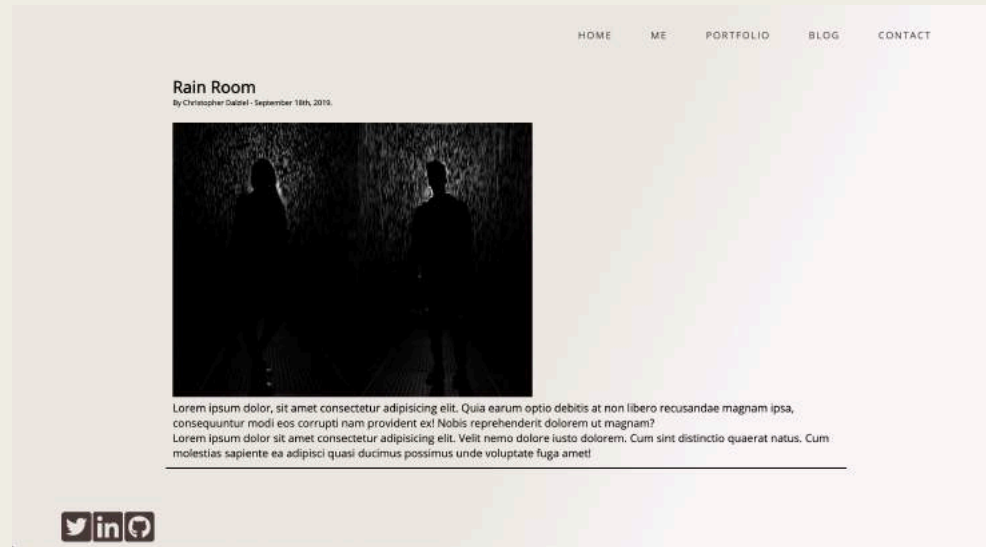 HOME ME PORTFOLIO BLOG CONTACT
Rain Room
By Christopher Dalziel - September 18th, 2019.
Lorem ipsum dolor, sit amet consectetur adipisicing elit. Quia earum optio debitis at non libero recusandae magnam ipsa,
consequuntur modi eos corrupti nam provident ex! Nobis reprehenderit dolorem ut magnam?
Lorem ipsum dolor sit amet consectetur adipisicing elit. Velit nemo dolore iusto dolorem. Cum sint distinctio quaerat natus. Cum
molestias sapiente ea adipisci quasi ducimus possimus unde voluptate fuga amet!
in